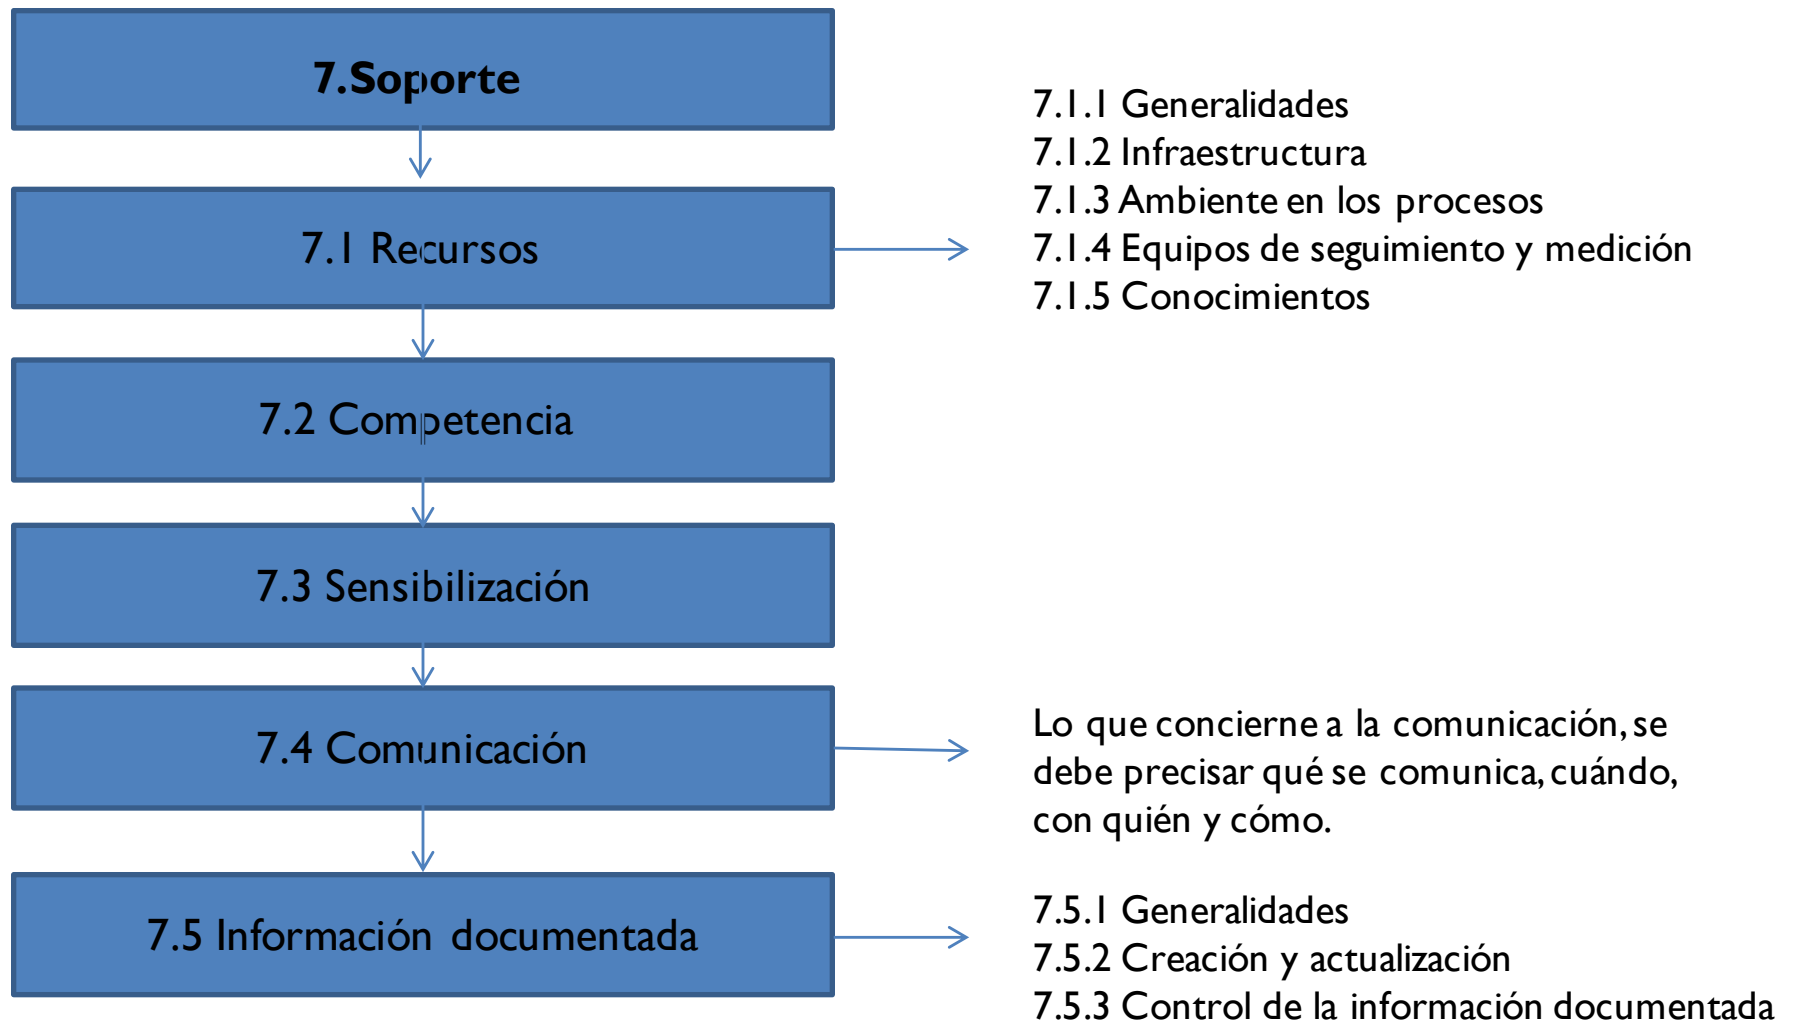 7. Soporte
7.1 Recursos
7.1.1 Generalidades
7.1.2 Infraestructura
7.1.3 Ambiente en los procesos
7.1.4 Equipos de seguimiento y medición
7.1.5 Conocimientos
7.2 Competencia
7.3 Sensibilización
7.4 Comunicación
Lo que concierne a la comunicación, se
debe precisar qué se comunica, cuándo,
con quién y cómo.
7.5 Información documentada
7.5.1 Generalidades
7.5.2 Creación y actualización
7.5.3 Control de la información documentada